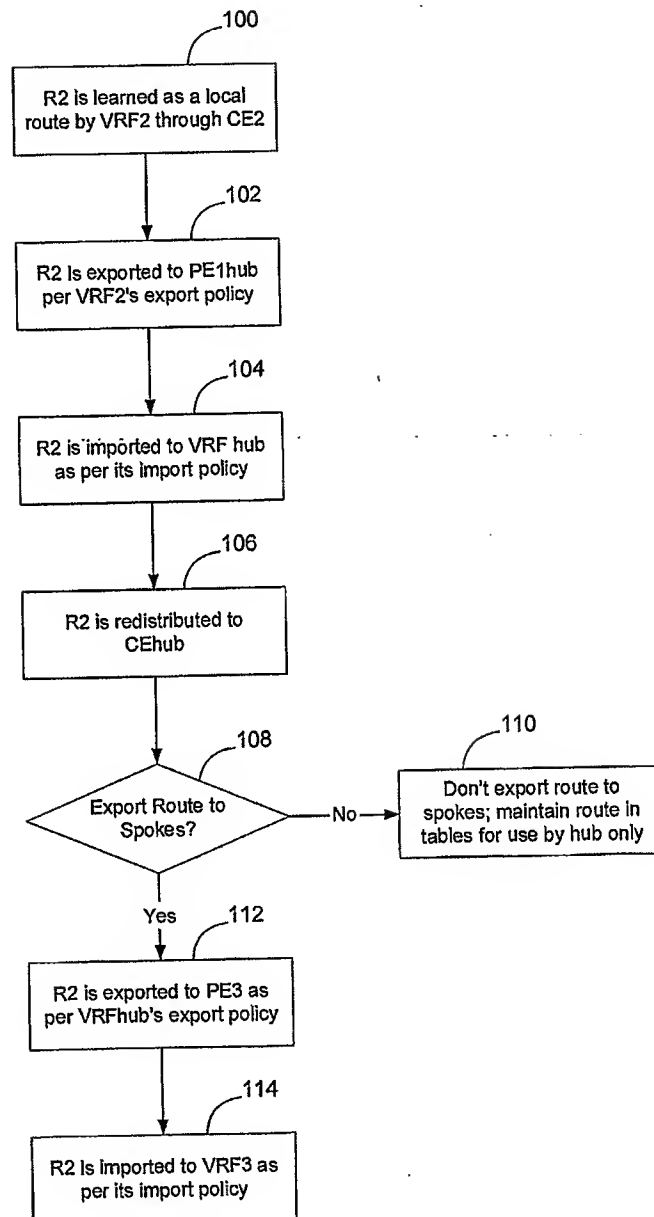 100
R2 is learned as a local
route by VRF2 through CE2
102
R2 is exported to PE1hub
per VRF2's export policy
104
R2 is imported to VRF hub
as per its import policy
106
R2 is redistributed to
CEhub
108
Export Route to
Spokes?
No
110
Don't export route to
spokes; maintain route in
tables for use by hub only
Yes
112
R2 is exported to PE3 as
per VRFhub's export policy
114
R2 is imported to VRF3 as
per its import policy